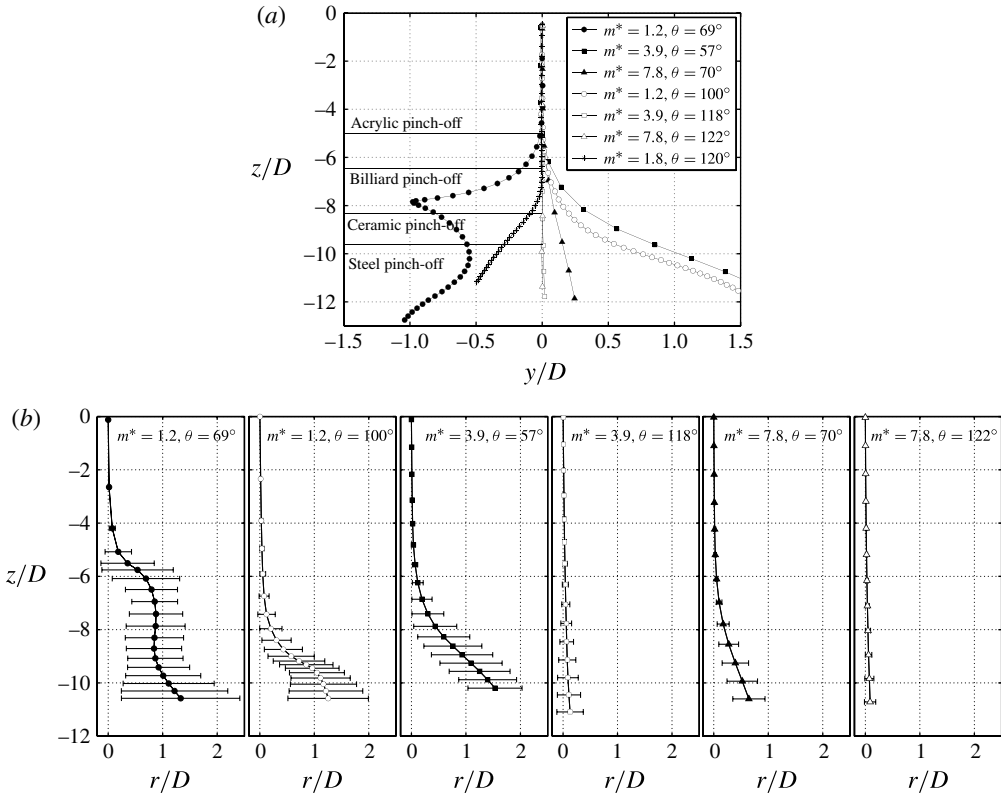 (a)
0
−2
−4
−6
−8
−10
−12
z/D
m* = 1.2, θ = 69°
m* = 3.9, θ = 57°
m* = 7.8, θ = 70°
m* = 1.2, θ = 100°
m* = 3.9, θ = 118°
m* = 7.8, θ = 122°
m* = 1.8, θ = 120°
Acrylic pinch-off
Billiard pinch-off
Ceramic pinch-off
Steel pinch-off
−1.5 −1.0 −0.5 0 0.5 1.0 1.5
y/D
(b)
0
−2
−4
−6
−8
−10
−12
z/D
m* = 1.2, θ = 69°
m* = 1.2, θ = 100°
m* = 3.9, θ = 57°
m* = 3.9, θ = 118°
m* = 7.8, θ = 70°
m* = 7.8, θ = 122°
0 1 2 0 1 2 0 1 2 0 1 2 0 1 2 0 1 2
r/D r/D r/D r/D r/D r/D